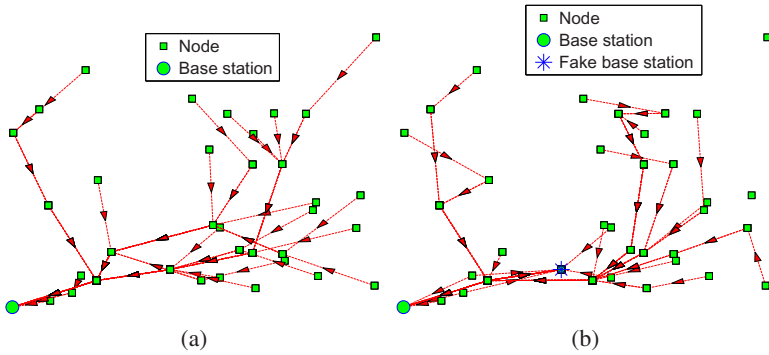 Node
Base station
Node
Base station
Fake base station
(a)
(b)